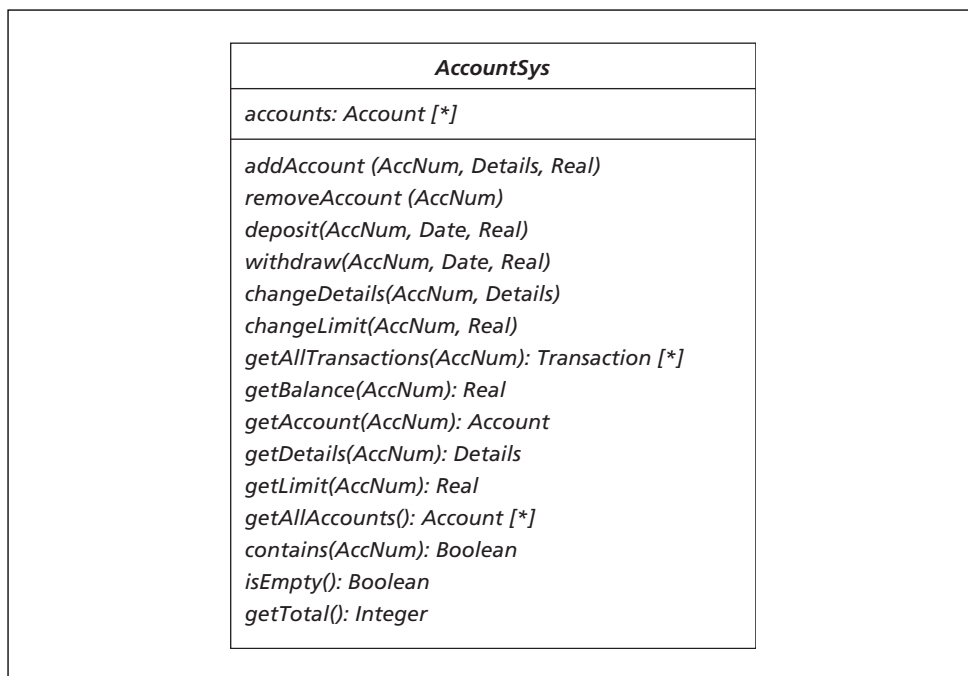 AccountSys
accounts: Account [*]
addAccount (AccNum, Details, Real)
removeAccount (AccNum)
deposit(AccNum, Date, Real)
withdraw(AccNum, Date, Real)
changeDetails(AccNum, Details)
changeLimit(AccNum, Real)
getAllTransactions(AccNum): Transaction [*]
getBalance(AccNum): Real
getAccount(AccNum): Account
getDetails(AccNum): Details
getLimit(AccNum): Real
getAllAccounts(): Account [*]
contains(AccNum): Boolean
isEmpty(): Boolean
getTotal(): Integer